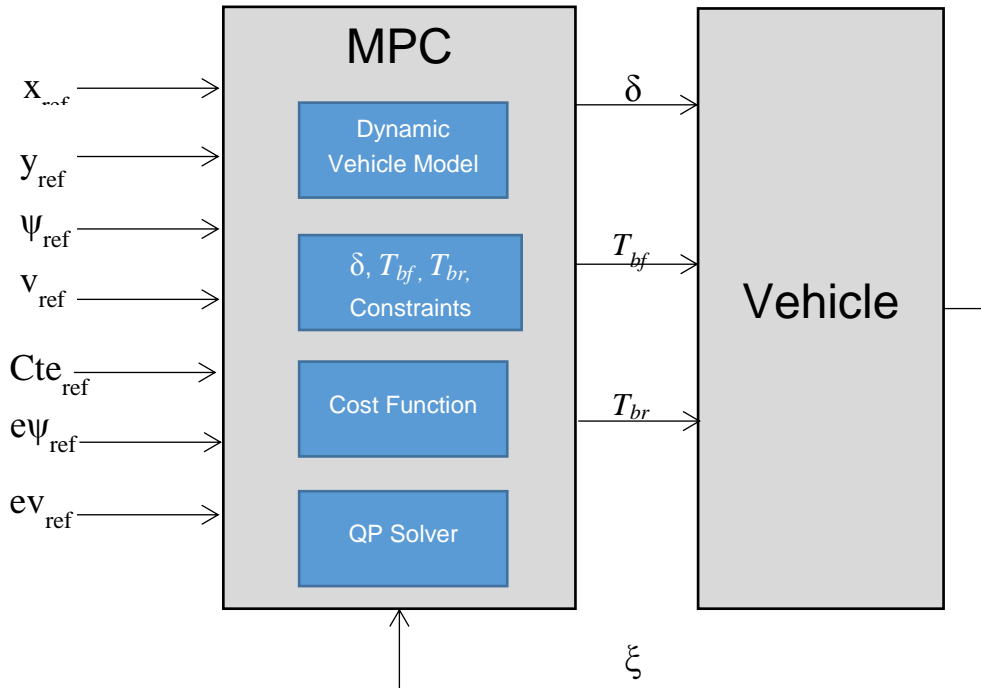 MPC
x_ref
y_ref
ψ_ref
v_ref
Cte_ref
eψ_ref
ev_ref
Dynamic
Vehicle Model
δ, T_bf, T_br,
Constraints
Cost Function
QP Solver
δ
T_bf
T_br
Vehicle
ξ